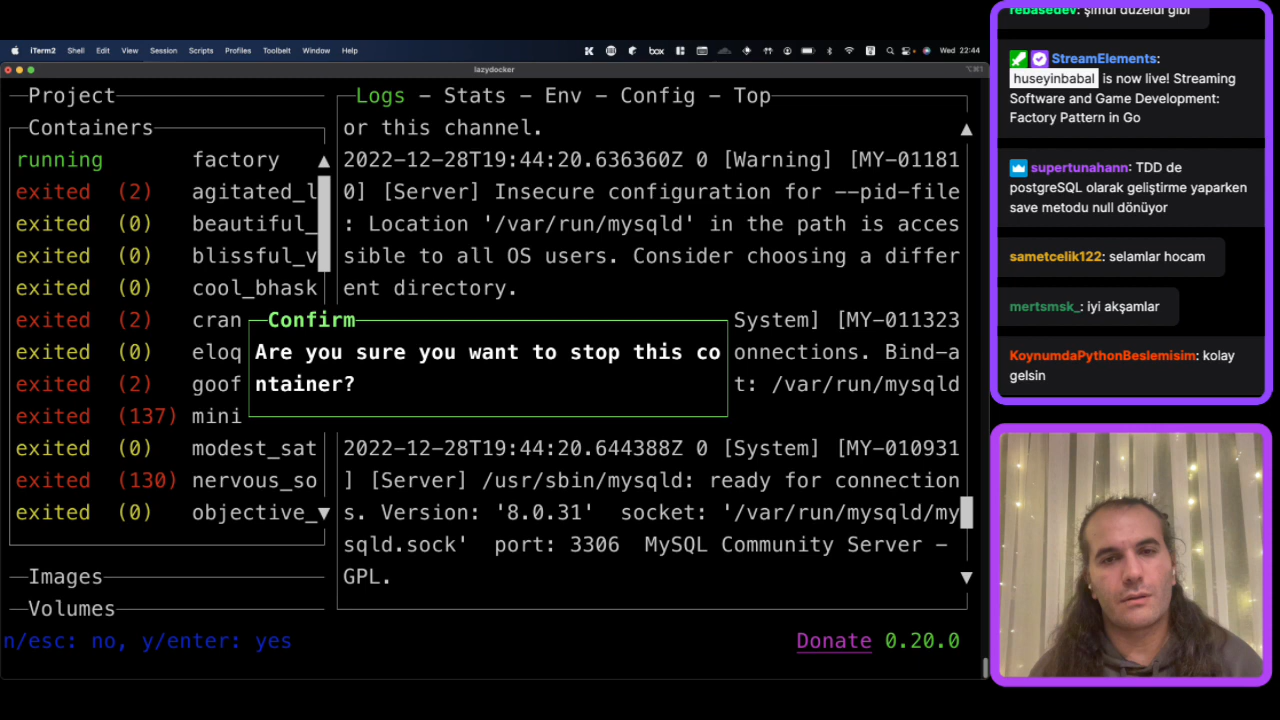 iTerm2 Shell Edit View Session Scripts Profiles Toolbelt Window Help
box
Wed 22:44
lazydocker
⌥⌘1
Project
Containers
running factory
exited (2) agitated_l
exited (0) beautiful_
exited (0) blissful_v
exited (0) cool_bhask
exited (2) cran
exited (0) eloq
exited (2) goof
exited (137) mini
exited (0) modest_sat
exited (130) nervous_so
exited (0) objective_
Images
Volumes
Logs - Stats - Env - Config - Top
or this channel.
2022-12-28T19:44:20.636360Z 0 [Warning] [MY-01181
0] [Server] Insecure configuration for --pid-file
: Location '/var/run/mysqld' in the path is acces
sible to all OS users. Consider choosing a differ
ent directory.
System] [MY-011323
onnections. Bind-a
t: /var/run/mysqld
2022-12-28T19:44:20.644388Z 0 [System] [MY-010931
] [Server] /usr/sbin/mysqld: ready for connection
s. Version: '8.0.31'  socket: '/var/run/mysqld/my
sqld.sock'  port: 3306  MySQL Community Server -
GPL.
Confirm
Are you sure you want to stop this co
ntainer?
n/esc: no, y/enter: yes
Donate 0.20.0
rebasedev: şimdi düzeldi gibi
StreamElements:
huseyinbabal is now live! Streaming
Software and Game Development:
Factory Pattern in Go
supertunahann: TDD de
postgreSQL olarak geliştirme yaparken
save metodu null dönüyor
sametcelik122: selamlar hocam
mertsmsk_: iyi akşamlar
KoynumdaPythonBeslemisim: kolay
gelsin